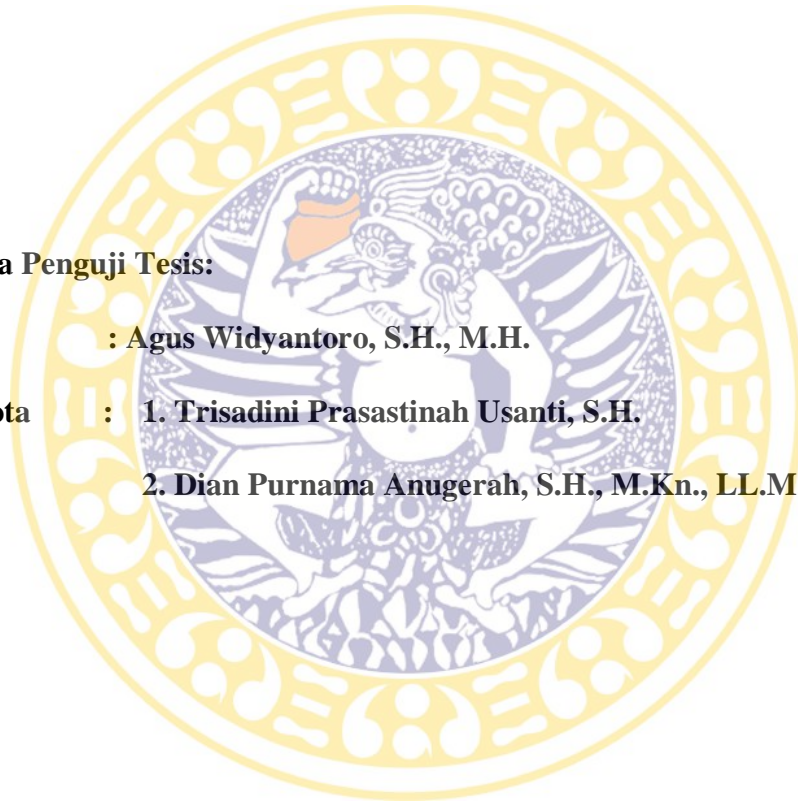 a Penguji Tesis:
: Agus Widyantoro, S.H., M.H.
ota : 1. Trisadini Prasastinah Usanti, S.H.
2. Dian Purnama Anugerah, S.H., M.Kn., LL.M